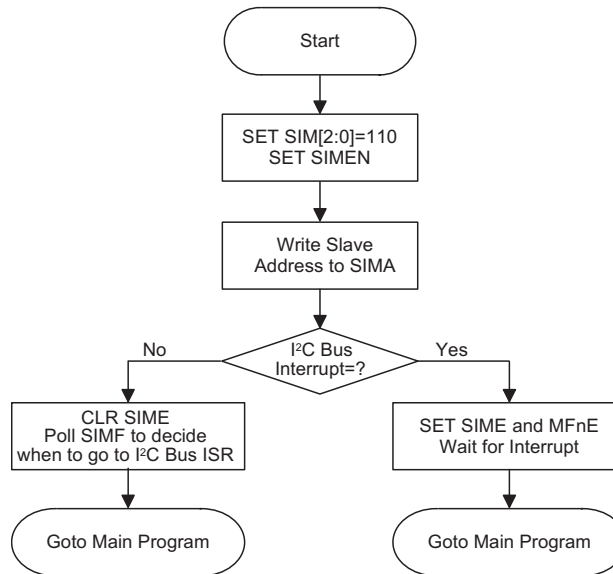 Start
SET SIM[2:0]=110
SET SIMEN
Write Slave
Address to SIMA
I²C Bus
Interrupt=?
No
Yes
CLR SIME
Poll SIMF to decide
when to go to I²C Bus ISR
SET SIME and MFnE
Wait for Interrupt
Goto Main Program
Goto Main Program